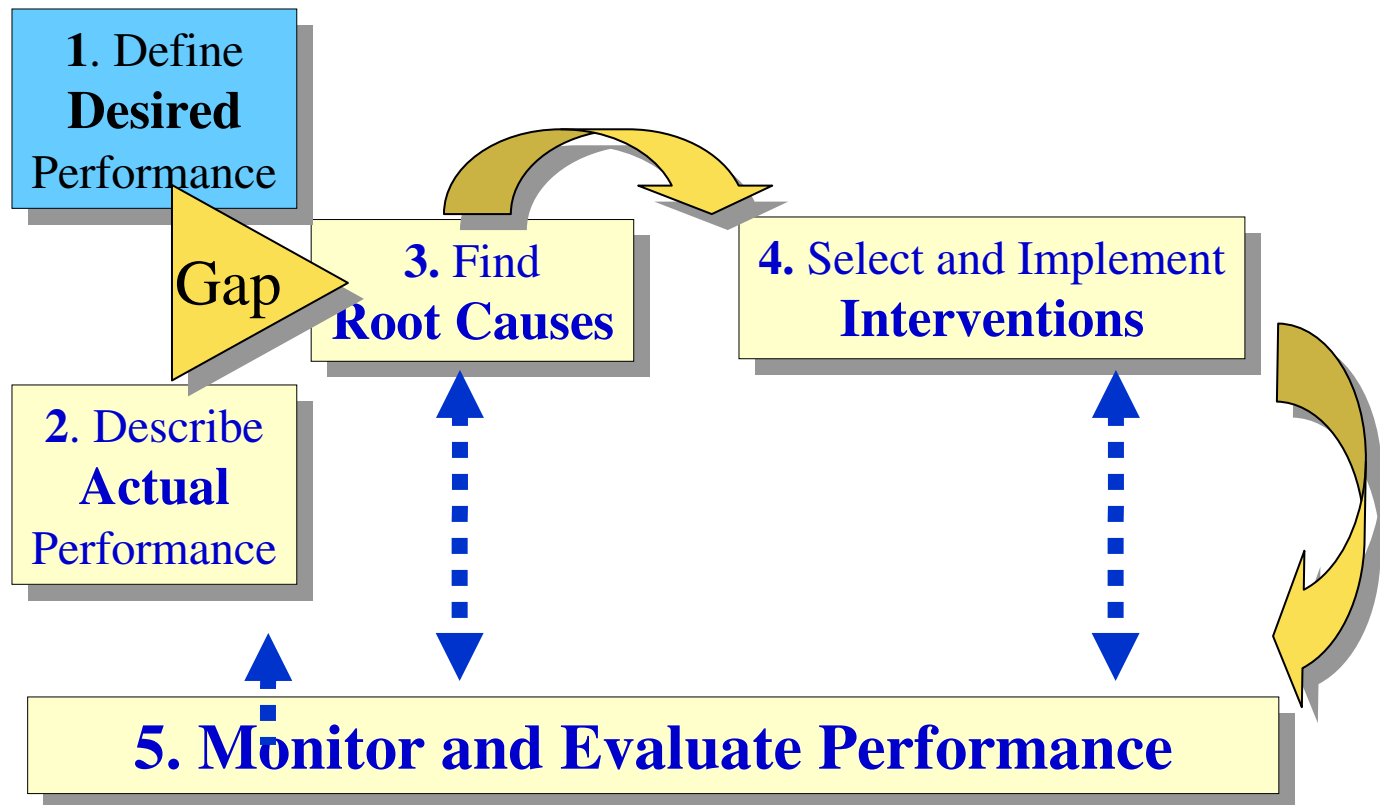 1. Define
Desired
Performance
Gap
2. Describe
Actual
Performance
3. Find
Root Causes
4. Select and Implement
Interventions
5. Monitor and Evaluate Performance